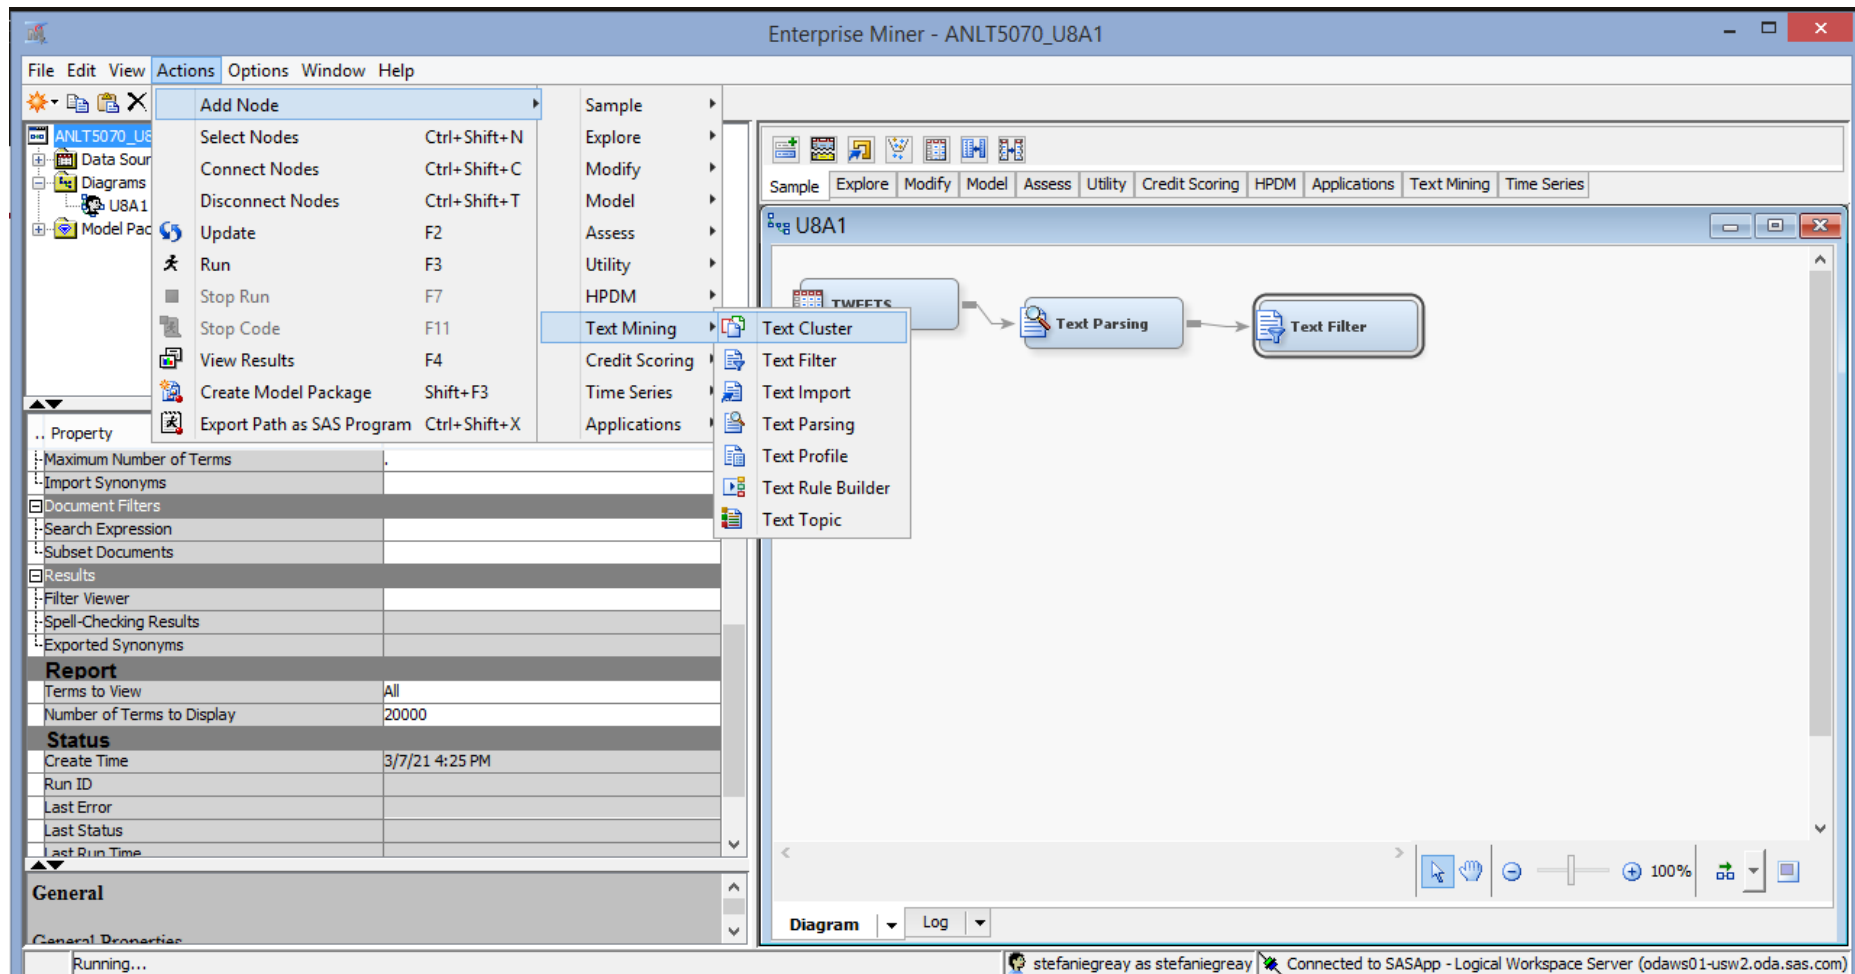 Enterprise Miner - ANLT5070_U8A1
File Edit View Actions Options Window Help
ANLT5070_U8
Data Sour
Diagrams
U8A1
Model Pac
Add Node
Select Nodes Ctrl+Shift+N
Connect Nodes Ctrl+Shift+C
Disconnect Nodes Ctrl+Shift+T
Update F2
Run F3
Stop Run F7
Stop Code F11
View Results F4
Create Model Package Shift+F3
Export Path as SAS Program Ctrl+Shift+X
Sample
Explore
Modify
Model
Assess
Utility
HPDM
Text Mining
Credit Scoring
Time Series
Applications
Text Cluster
Text Filter
Text Import
Text Parsing
Text Profile
Text Rule Builder
Text Topic
Sample Explore Modify Model Assess Utility Credit Scoring HPDM Applications Text Mining Time Series
U8A1
TWEETS
Text Parsing
Text Filter
.. Property
Maximum Number of Terms .
Import Synonyms
Document Filters
Search Expression
Subset Documents
Results
Filter Viewer
Spell-Checking Results
Exported Synonyms
Report
Terms to View All
Number of Terms to Display 20000
Status
Create Time 3/7/21 4:25 PM
Run ID
Last Error
Last Status
Last Run Time
General
General Properties
100%
Diagram Log
Running...
stefaniegreay as stefaniegreay Connected to SASApp - Logical Workspace Server (odaws01-usw2.oda.sas.com)